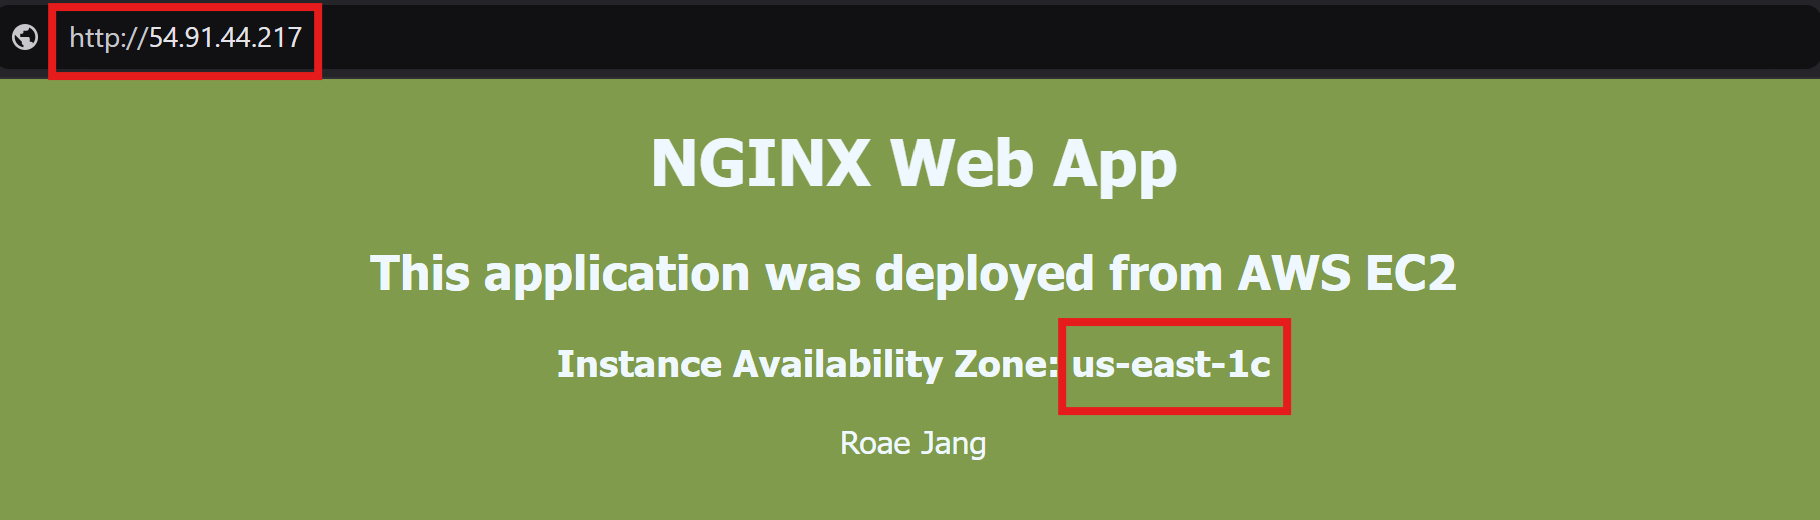 http://54.91.44.217
NGINX Web App
This application was deployed from AWS EC2
Instance Availability Zone: us-east-1c
Roae Jang